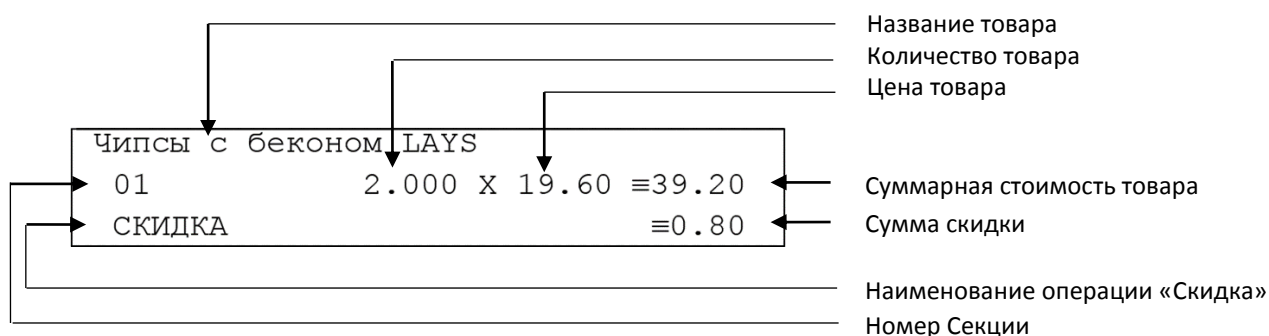 Название товара
Количество товара
Цена товара
Чипсы с беконом LAYS
01 2.000 X 19.60 ≡39.20
СКИДКА ≡0.80
Суммарная стоимость товара
Сумма скидки
Наименование операции «Скидка»
Номер Секции